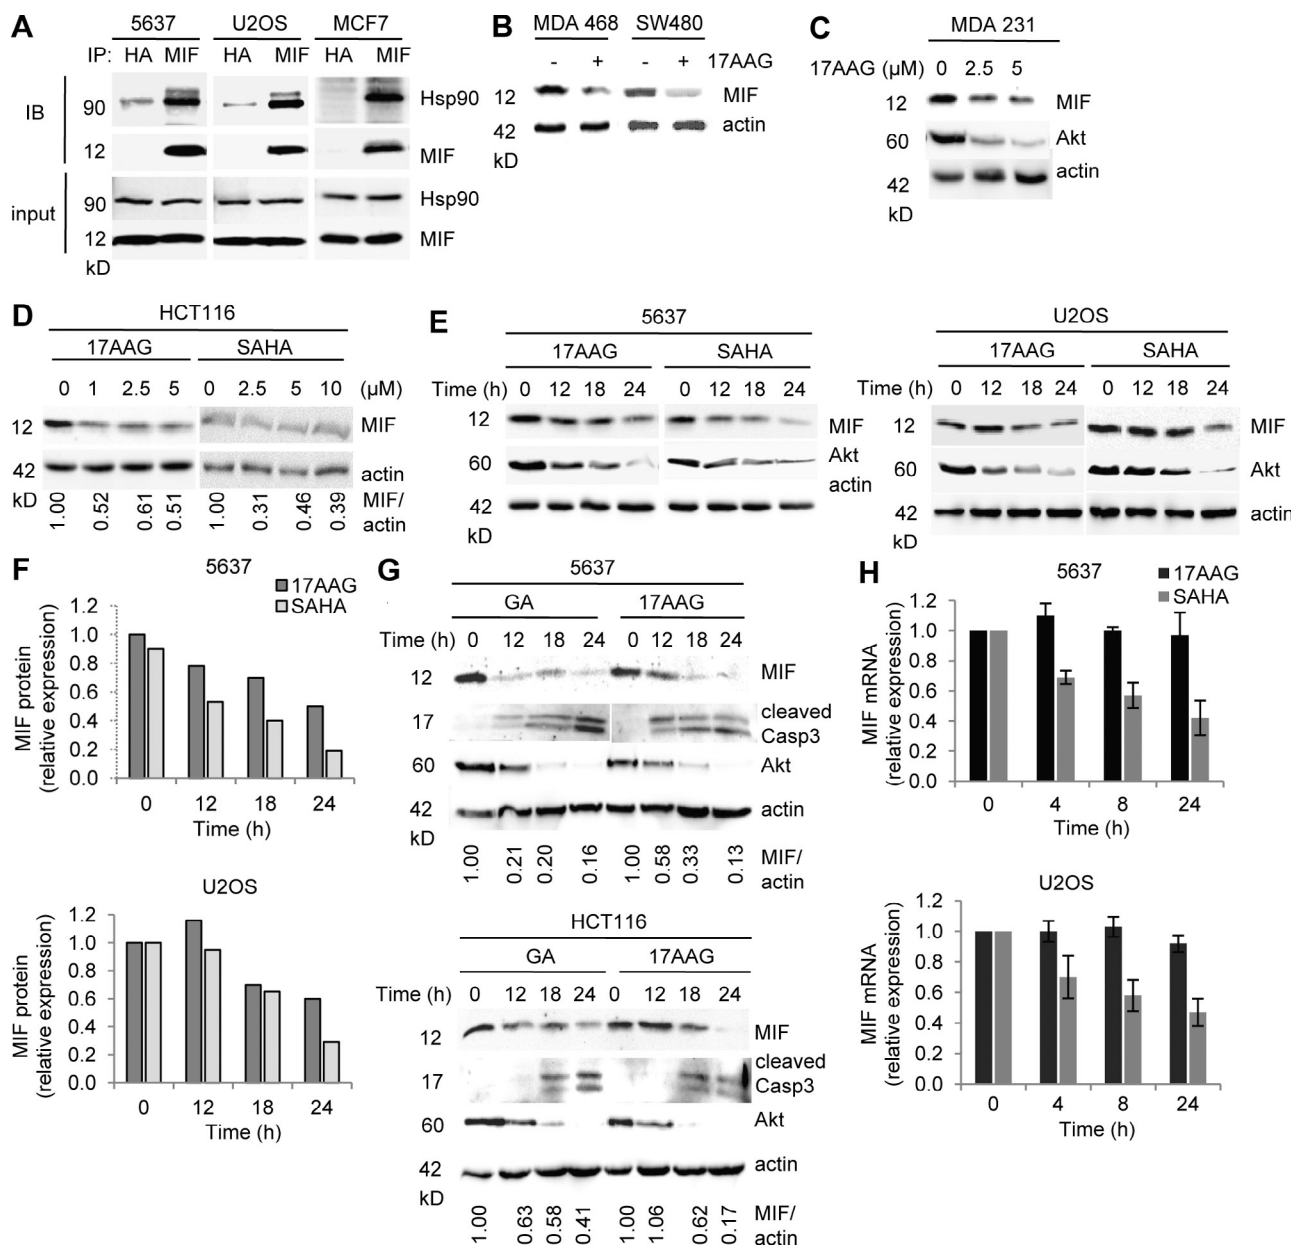 A
5637 U2OS MCF7
IP: HA MIF HA MIF HA MIF
IB
90 Hsp90
12 MIF
input
90 Hsp90
12 MIF
kD
B
MDA 468 SW480
- + - + 17AAG
12 MIF
42 actin
kD
C
MDA 231
17AAG (µM) 0 2.5 5
12 MIF
60 Akt
42 actin
kD
D
HCT116
17AAG SAHA
0 1 2.5 5 0 2.5 5 10 (µM)
12 MIF
42 actin
kD
1.00 0.52 0.61 0.51 1.00 0.31 0.46 0.39 MIF/
actin
E
5637
17AAG SAHA
Time (h) 0 12 18 24 0 12 18 24
12 MIF
60 Akt
42 actin
kD
U2OS
17AAG SAHA
Time (h) 0 12 18 24 0 12 18 24
12 MIF
60 Akt
42 actin
kD
F
5637
17AAG
SAHA
MIF protein
(relative expression)
1.2
1.0
0.8
0.6
0.4
0.2
0.0
0 12 18 24
Time (h)
U2OS
MIF protein
(relative expression)
1.2
1.0
0.8
0.6
0.4
0.2
0.0
0 12 18 24
Time (h)
G
5637
GA 17AAG
Time (h) 0 12 18 24 0 12 18 24
12 MIF
17 cleaved
Casp3
60 Akt
42 actin
kD
1.00 0.21 0.20 0.16 1.00 0.58 0.33 0.13 MIF/
actin
HCT116
GA 17AAG
Time (h) 0 12 18 24 0 12 18 24
12 MIF
17 cleaved
Casp3
60 Akt
42 actin
kD
1.00 0.63 0.58 0.41 1.00 1.06 0.62 0.17 MIF/
actin
H
5637
17AAG
SAHA
MIF mRNA
(relative expression)
1.2
1.0
0.8
0.6
0.4
0.2
0.0
0 4 8 24
Time (h)
U2OS
MIF mRNA
(relative expression)
1.2
1.0
0.8
0.6
0.4
0.2
0.0
0 4 8 24
Time (h)